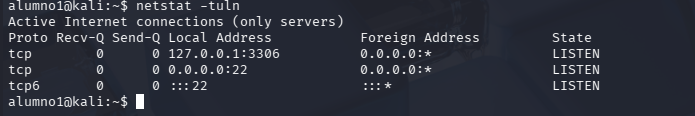 alumno1@kali:~$ netstat -tuln
Active Internet connections (only servers)
Proto Recv-Q Send-Q Local Address           Foreign Address         State
tcp        0      0 127.0.0.1:3306          0.0.0.0:*               LISTEN
tcp        0      0 0.0.0.0:22              0.0.0.0:*               LISTEN
tcp6       0      0 :::22                   :::*                    LISTEN
alumno1@kali:~$